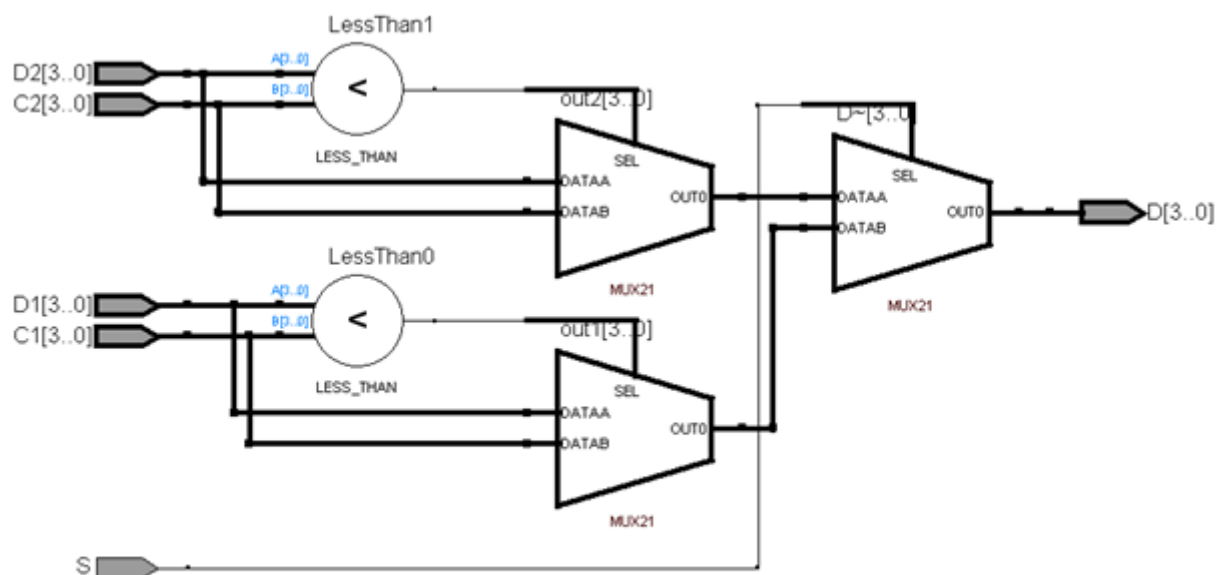 LessThan1
D2[3..0]
A[3..0]
C2[3..0]
B[3..0]
<
out2[3..0]
D~[3..0]
LESS_THAN
SEL
SEL
DATAA
OUT0
DATAA
DATAB
OUT0
D[3..0]
DATAB
LessThan0
MUX21
MUX21
D1[3..0]
A[3..0]
C1[3..0]
B[3..0]
<
out1[3..0]
LESS_THAN
SEL
DATAA
OUT0
DATAB
MUX21
S